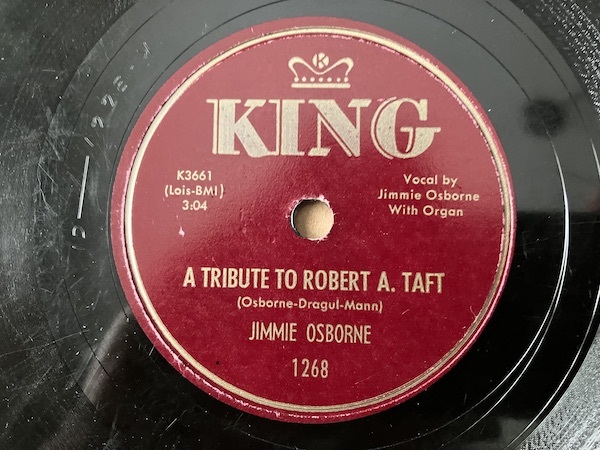 K
KING
K3661
(Lois-BMI)
3:04
Vocal by
Jimmie Osborne
With Organ
A TRIBUTE TO ROBERT A. TAFT
(Osborne-Dragul-Mann)
JIMMIE OSBORNE
1268